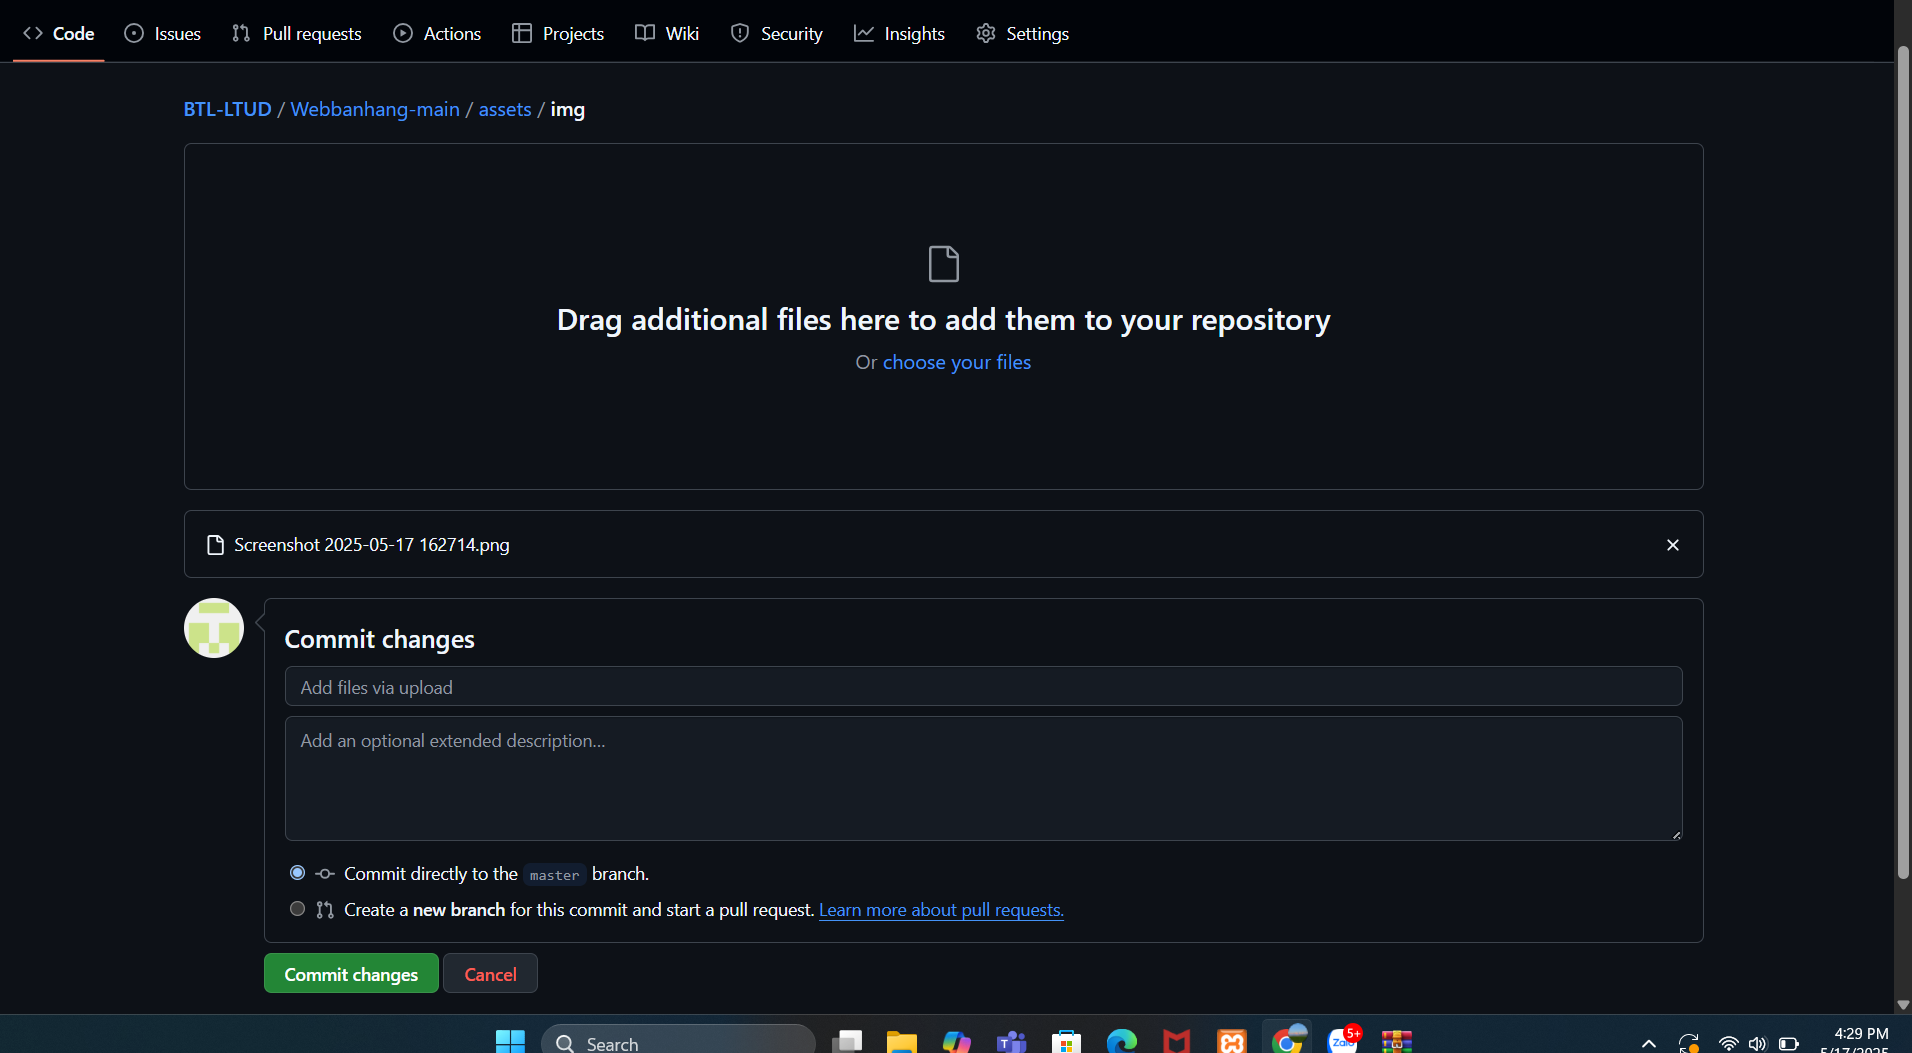 Code Issues Pull requests Actions Projects Wiki Security Insights Settings
BTL-LTUD / Webbanhang-main / assets / img
Drag additional files here to add them to your repository
Or choose your files
Screenshot 2025-05-17 162714.png
Commit changes
Add files via upload
Add an optional extended description...
Commit directly to the master branch.
Create a new branch for this commit and start a pull request. Learn more about pull requests.
Commit changes Cancel
Search
5+
Zalo
4:29 PM
5/17/2025